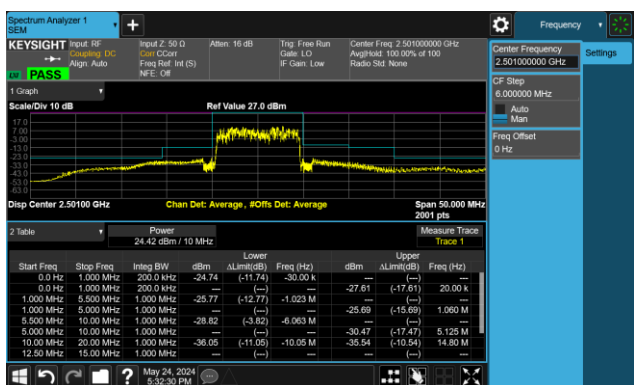 Spectrum Analyzer 1
SEM
Frequency
KEYSIGHT
Input: RF
Coupling: DC
Align: Auto
Input Z: 50 Ω
Corr CCorr
Freq Ref: Int (S)
NFE: Off
Atten: 16 dB
Trig: Free Run
Gate: LO
IF Gain: Low
Center Freq: 2.501000000 GHz
Avg|Hold: 100.00% of 100
Radio Std: None
PASS
Center Frequency
2.501000000 GHz
Settings
CF Step
6.000000 MHz
Auto
Man
Freq Offset
0 Hz
1 Graph
Scale/Div 10 dB
Ref Value 27.0 dBm
17.0
7.00
-3.00
-13.0
-23.0
-33.0
-43.0
-53.0
-63.0
Disp Center 2.50100 GHz
Chan Det: Average, #Offs Det: Average
Span 50.000 MHz
2001 pts
2 Table
Power
24.42 dBm / 10 MHz
Measure Trace
Trace 1
Lower Upper
Start Freq Stop Freq Integ BW dBm ΔLimit(dB) Freq (Hz) dBm ΔLimit(dB) Freq (Hz)
0.0 Hz 1.000 MHz 200.0 kHz -24.74 (-11.74) -30.00 k --- (---) ---
0.0 Hz 1.000 MHz 200.0 kHz --- (---) --- -27.61 (-17.61) 20.00 k
1.000 MHz 5.500 MHz 1.000 MHz -25.77 (-12.77) -1.023 M --- (---) ---
1.000 MHz 5.000 MHz 1.000 MHz --- (---) --- -25.69 (-15.69) 1.060 M
5.500 MHz 10.00 MHz 1.000 MHz -28.82 (-3.82) -6.063 M --- (---) ---
5.000 MHz 10.00 MHz 1.000 MHz --- (---) --- -30.47 (-17.47) 5.125 M
10.00 MHz 20.00 MHz 1.000 MHz -36.05 (-11.05) -10.05 M -35.54 (-10.54) 14.80 M
12.50 MHz 15.00 MHz 1.000 MHz --- (---) --- --- (---) ---
May 24, 2024
5:32:30 PM